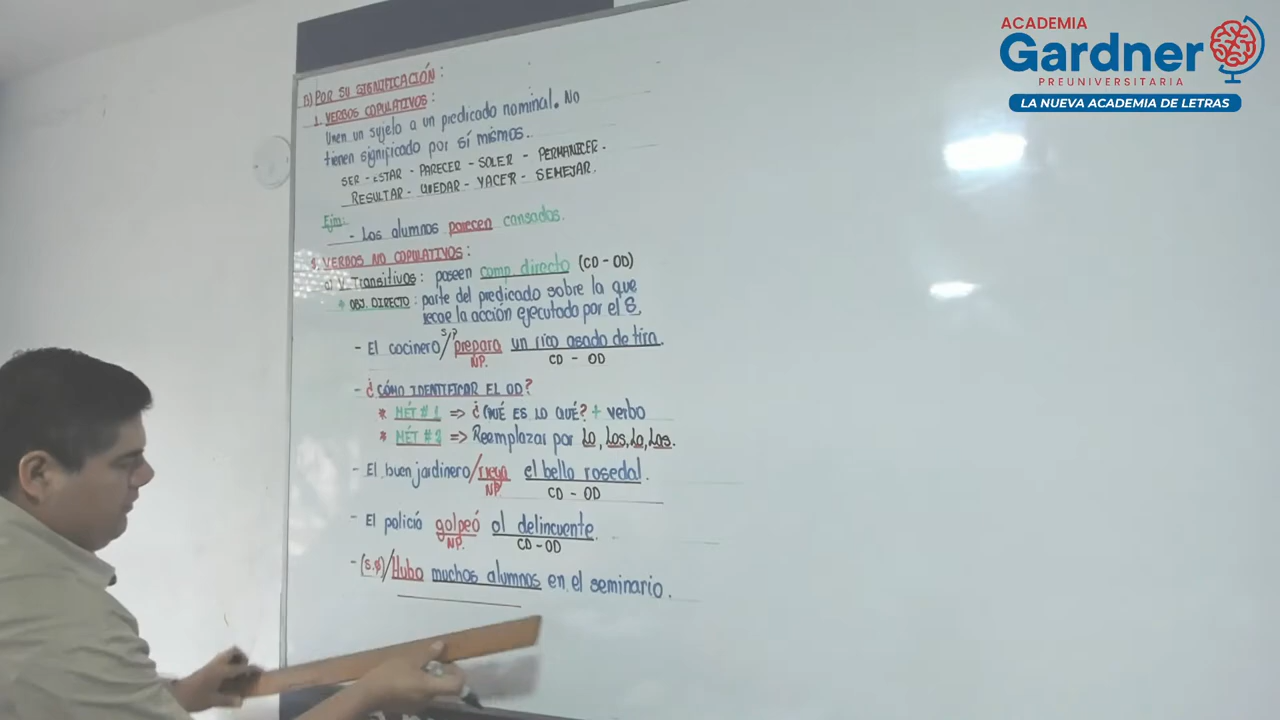 ACADEMIA
Gardner
PREUNIVERSITARIA
LA NUEVA ACADEMIA DE LETRAS
B) POR SU SIGNIFICACIÓN:
1. VERBOS COPULATIVOS:
Unen un sujeto a un predicado nominal. No
tienen significado por sí mismos.
SER - ESTAR - PARECER - SOLER - PERMANECER.
RESULTAR - QUEDAR - YACER - SEMEJAR.
Ejm:
- Los alumnos parecen cansados.
VERBOS NO COPULATIVOS:
a) V. Transitivos: poseen comp. directo (CD - OD)
* OBJ. DIRECTO: parte del predicado sobre la que
recae la acción ejecutado por el S.
- El cocinero / prepara un rico asado de tira.
NP. CD - OD
- ¿CÓMO IDENTIFICAR EL OD?
* MÉT # 1 => ¿QUÉ ES LO QUÉ? + verbo
* MÉT # 2 => Reemplazar por Lo, Los, La, Las.
- El buen jardinero / riega el bello rosedal.
NP CD - OD
- El policía golpeó al delincuente.
NP. CD - OD
- (S.φ) / Hubo muchos alumnos en el seminario.